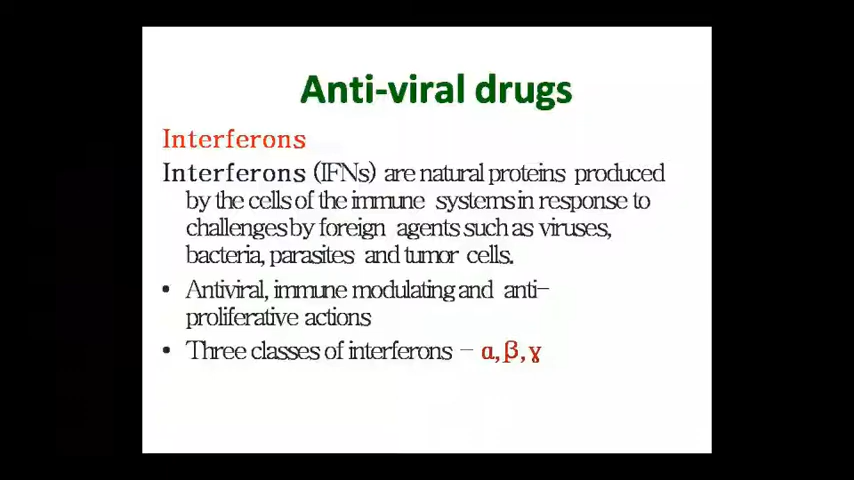 Anti-viral drugs
Interferons
Interferons (IFNs) are natural proteins produced
by the cells of the immune systems in response to
challenges by foreign agents such as viruses,
bacteria, parasites and tumor cells.
• Antiviral, immune modulating and anti-
proliferative actions
• Three classes of interferons – α, β, γ